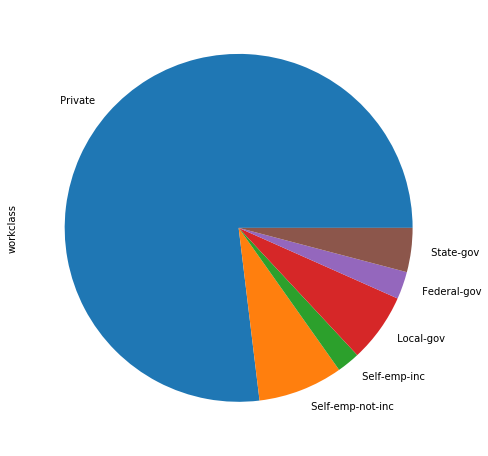 Private
workclass
State-gov
Federal-gov
Local-gov
Self-emp-inc
Self-emp-not-inc